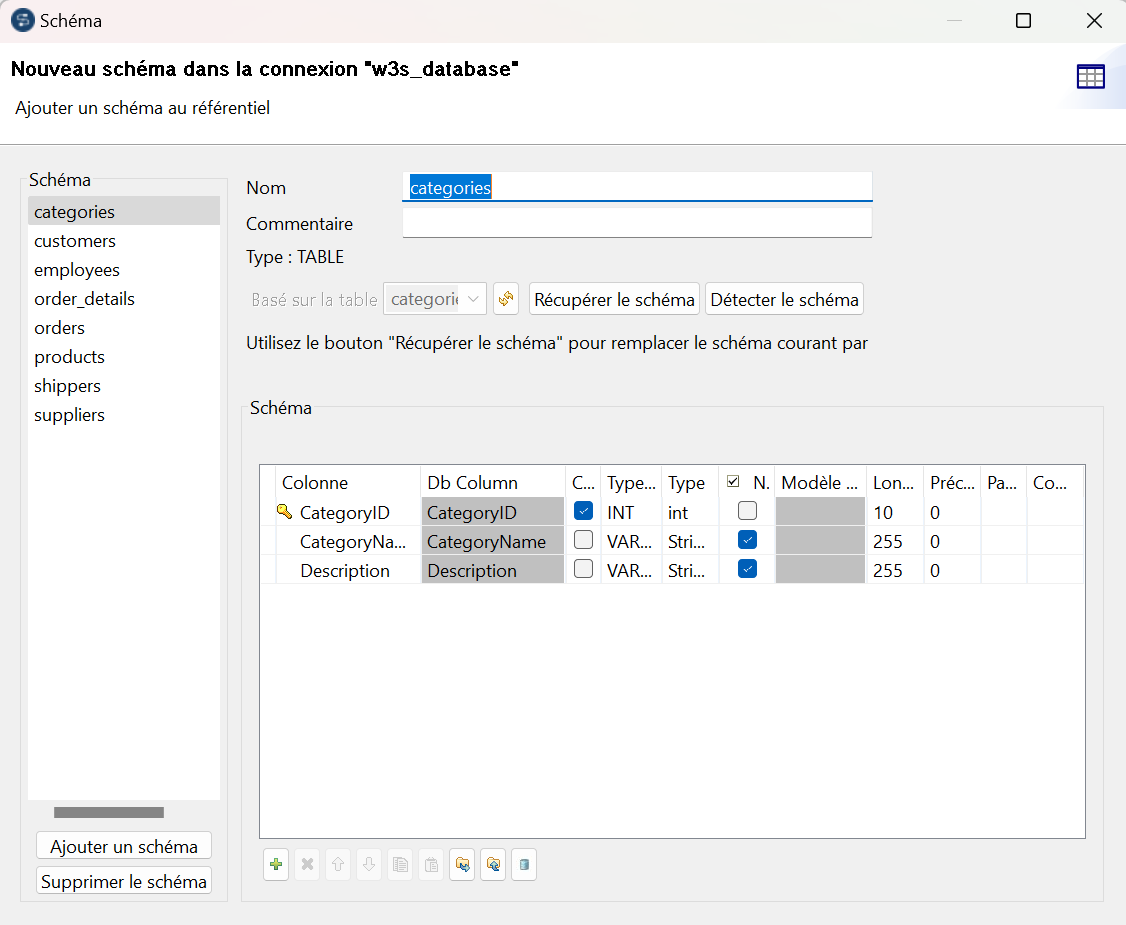 Schéma
Nouveau schéma dans la connexion "w3s_database"
Ajouter un schéma au référentiel
Schéma
categories
customers
employees
order_details
orders
products
shippers
suppliers
Ajouter un schéma
Supprimer le schéma
Nom categories
Commentaire
Type : TABLE
Basé sur la table categorie Récupérer le schéma Détecter le schéma
Utilisez le bouton "Récupérer le schéma" pour remplacer le schéma courant par
Schéma
Colonne Db Column C... Type... Type N. Modèle ... Lon... Préc... Pa... Co...
CategoryID CategoryID INT int 10 0
CategoryNa... CategoryName VAR... Stri... 255 0
Description Description VAR... Stri... 255 0